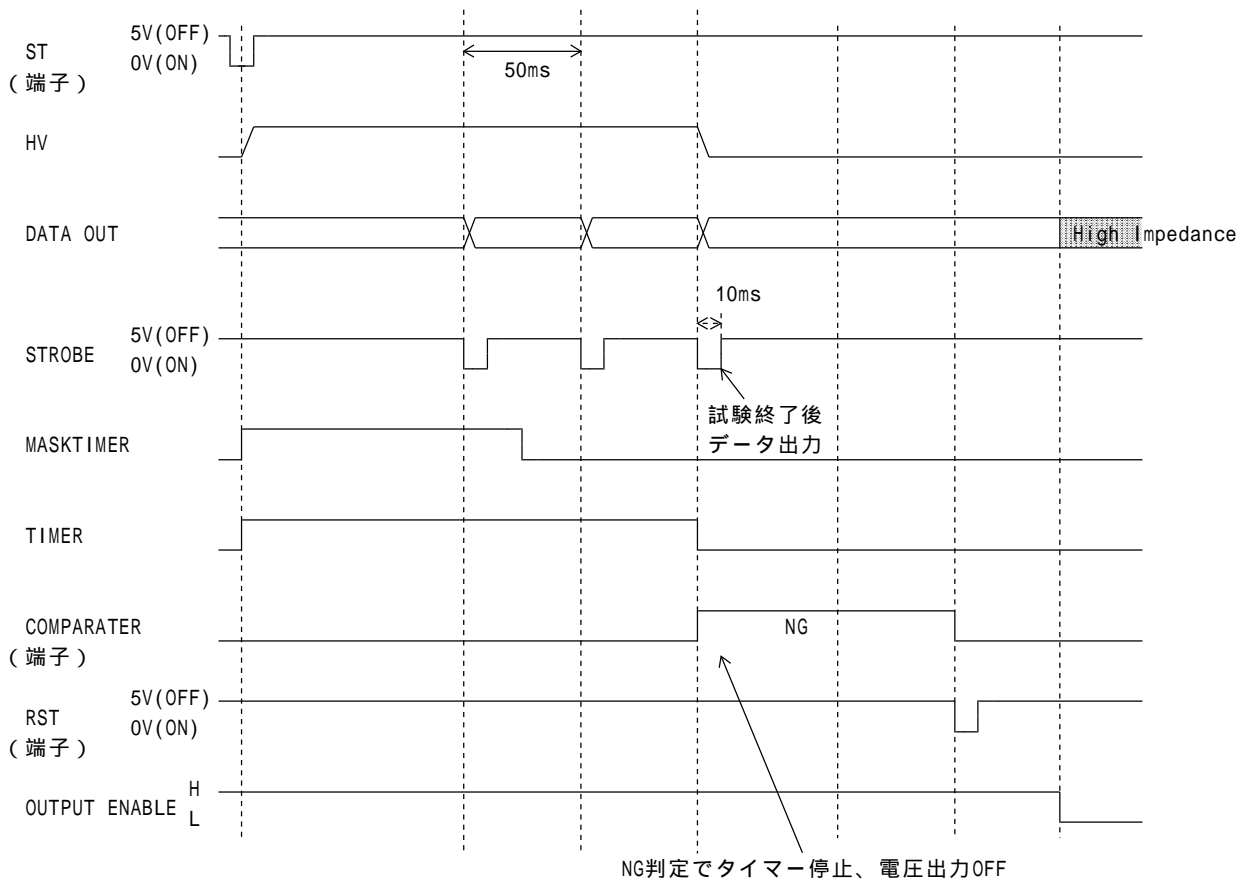 ST
(端子)
5V(OFF)
0V(ON)
50ms
HV
DATA OUT
High Impedance
10ms
STROBE
5V(OFF)
0V(ON)
試験終了後
データ出力
MASKTIMER
TIMER
COMPARATER
(端子)
NG
RST
(端子)
5V(OFF)
0V(ON)
OUTPUT ENABLE
H
L
NG判定でタイマー停止、電圧出力OFF